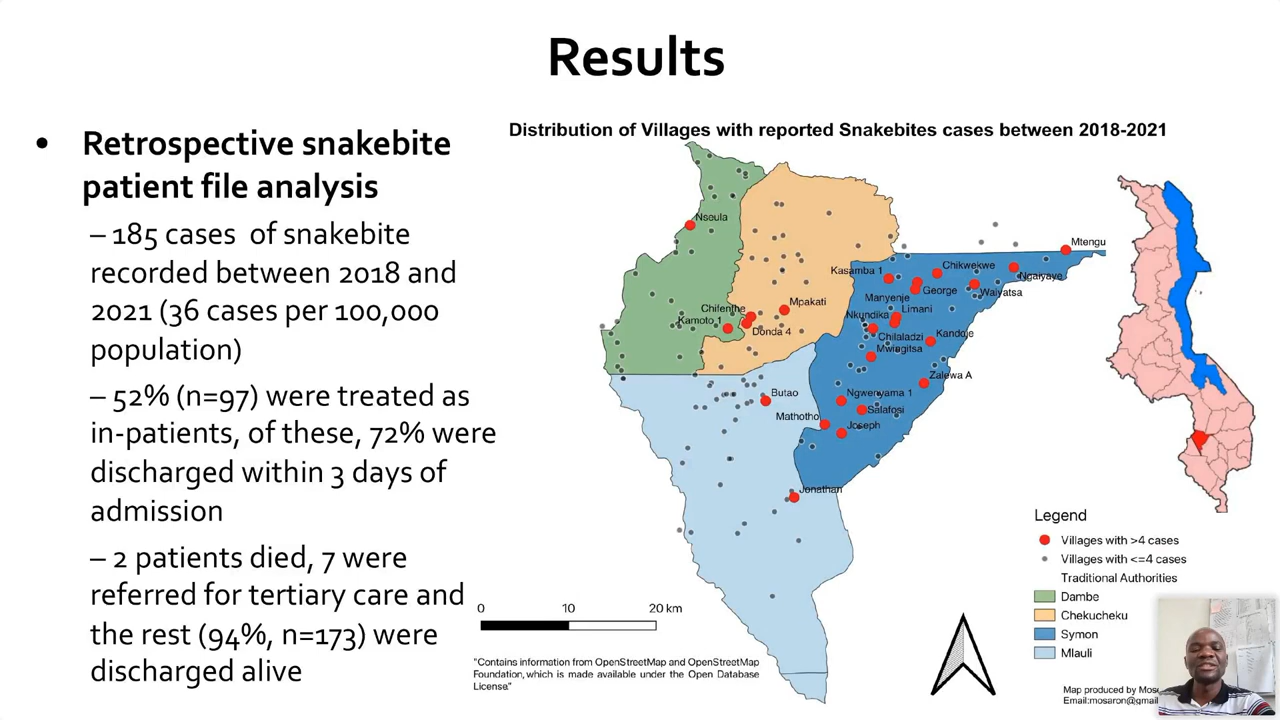 Results
• Retrospective snakebite
patient file analysis
– 185 cases of snakebite
recorded between 2018 and
2021 (36 cases per 100,000
population)
– 52% (n=97) were treated as
in-patients, of these, 72% were
discharged within 3 days of
admission
– 2 patients died, 7 were
referred for tertiary care and
the rest (94%, n=173) were
discharged alive
Distribution of Villages with reported Snakebites cases between 2018-2021
Nseula
Mtengu
Kasamba 1
Chikwekwe
Ngaiyaye
Manyenje
George
Waiyatsa
Chifenthe
Mpakati
Kamoto 1
Donda 4
Nkundika
Limani
Chilaladzi
Kandoje
Mwingitsa
Zalewa A
Butao
Ngwenyama 1
Mathotho
Salafosi
Joseph
Jonathan
0 10 20 km
"Contains information from OpenStreetMap and OpenStreetMap
Foundation, which is made available under the Open Database
License"
Legend
Villages with >4 cases
Villages with <=4 cases
Traditional Authorities
Dambe
Chekucheku
Symon
Mlauli
Map produced by
Email:mosaron@gmail